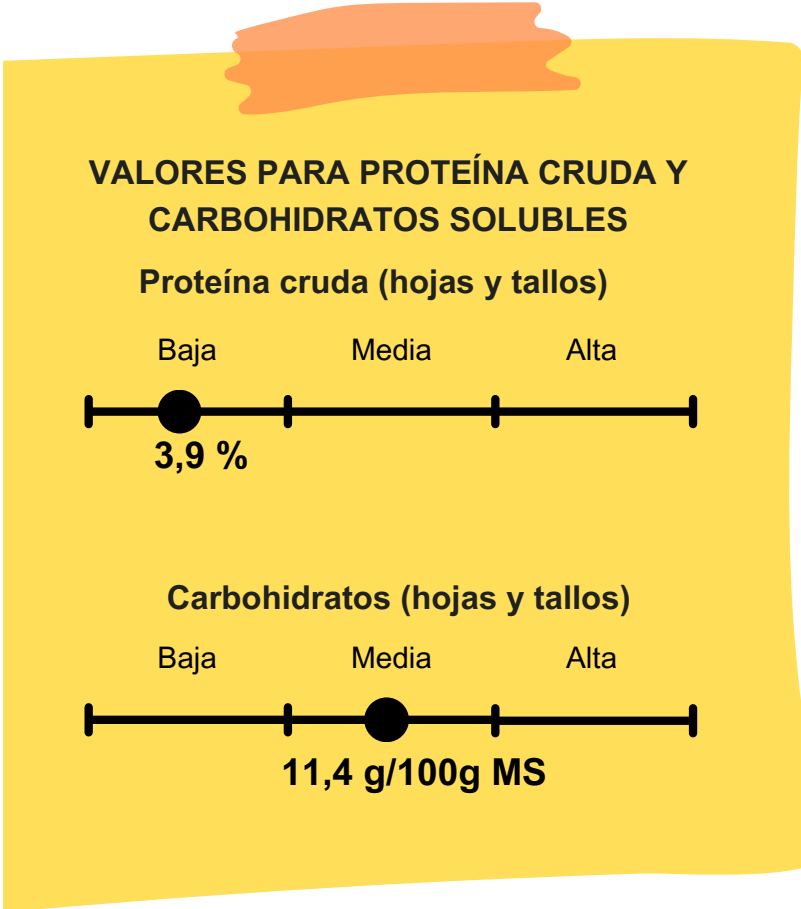 VALORES PARA PROTEÍNA CRUDA Y
CARBOHIDRATOS SOLUBLES
Proteína cruda (hojas y tallos)
Baja Media Alta
3,9 %
Carbohidratos (hojas y tallos)
Baja Media Alta
11,4 g/100g MS